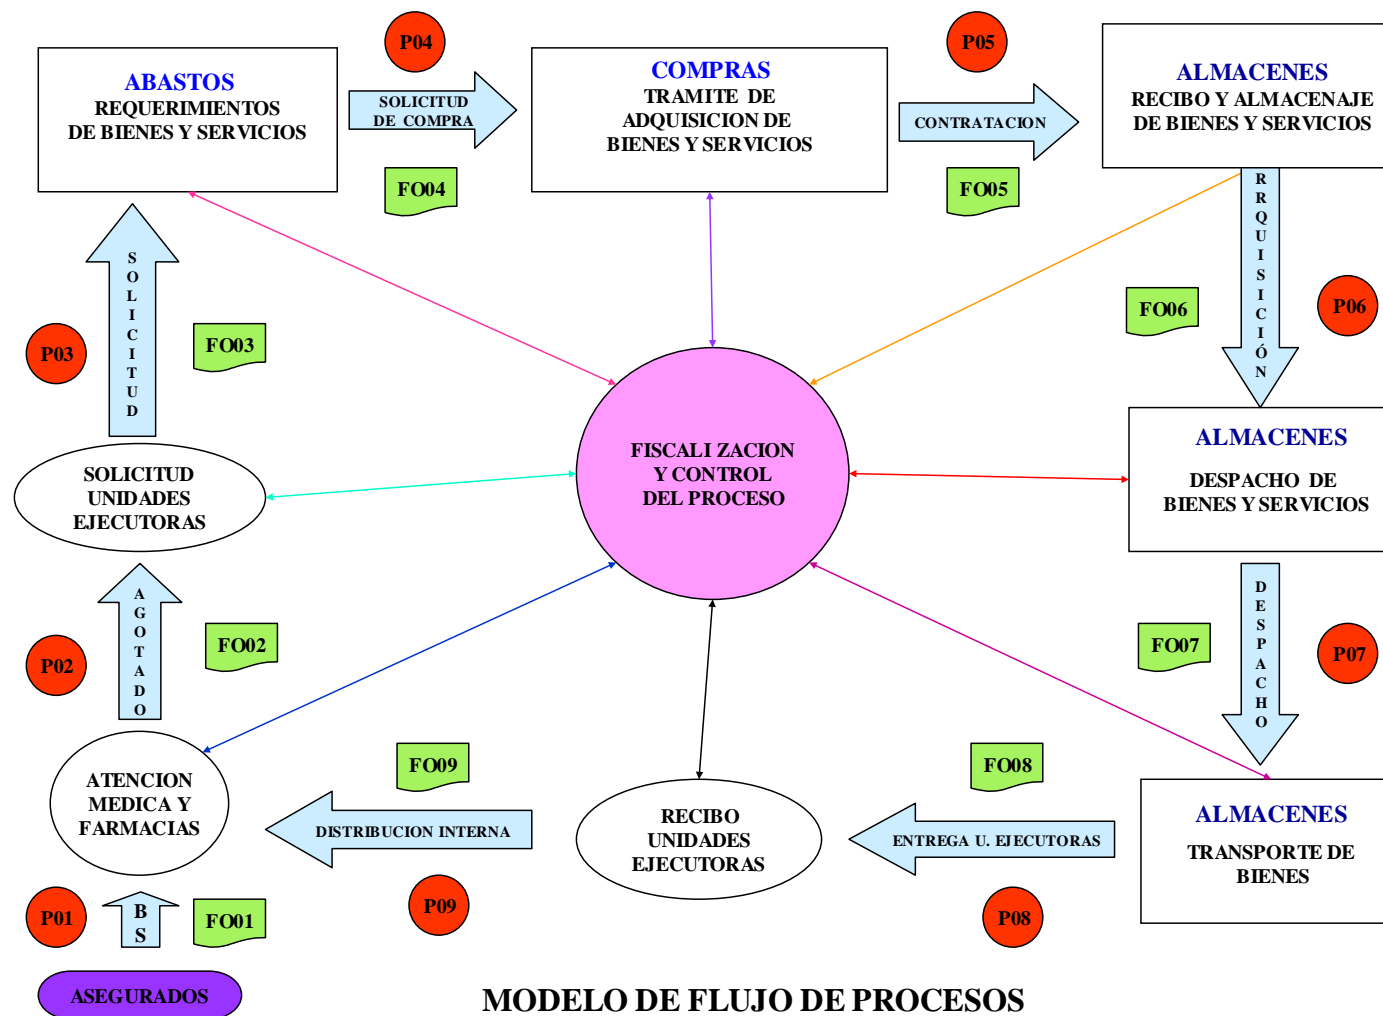 P04
P05
ABASTOS
REQUERIMIENTOS
DE BIENES Y SERVICIOS
SOLICITUD
DE COMPRA
FO04
COMPRAS
TRAMITE DE
ADQUISICION DE
BIENES Y SERVICIOS
CONTRATACION
FO05
ALMACENES
RECIBO Y ALMACENAJE
DE BIENES Y SERVICIOS
RRQUISICIÓN
FO06
P06
SOLICITUD
P03
FO03
FISCALI ZACION
Y CONTROL
DEL PROCESO
ALMACENES
DESPACHO DE
BIENES Y SERVICIOS
SOLICITUD
UNIDADES
EJECUTORAS
AGOTADO
P02
FO02
DESPACHO
FO07
P07
ATENCION
MEDICA Y
FARMACIAS
FO09
DISTRIBUCION INTERNA
P09
RECIBO
UNIDADES
EJECUTORAS
FO08
ENTREGA U. EJECUTORAS
P08
ALMACENES
TRANSPORTE DE
BIENES
P01
BS
FO01
ASEGURADOS
MODELO DE FLUJO DE PROCESOS